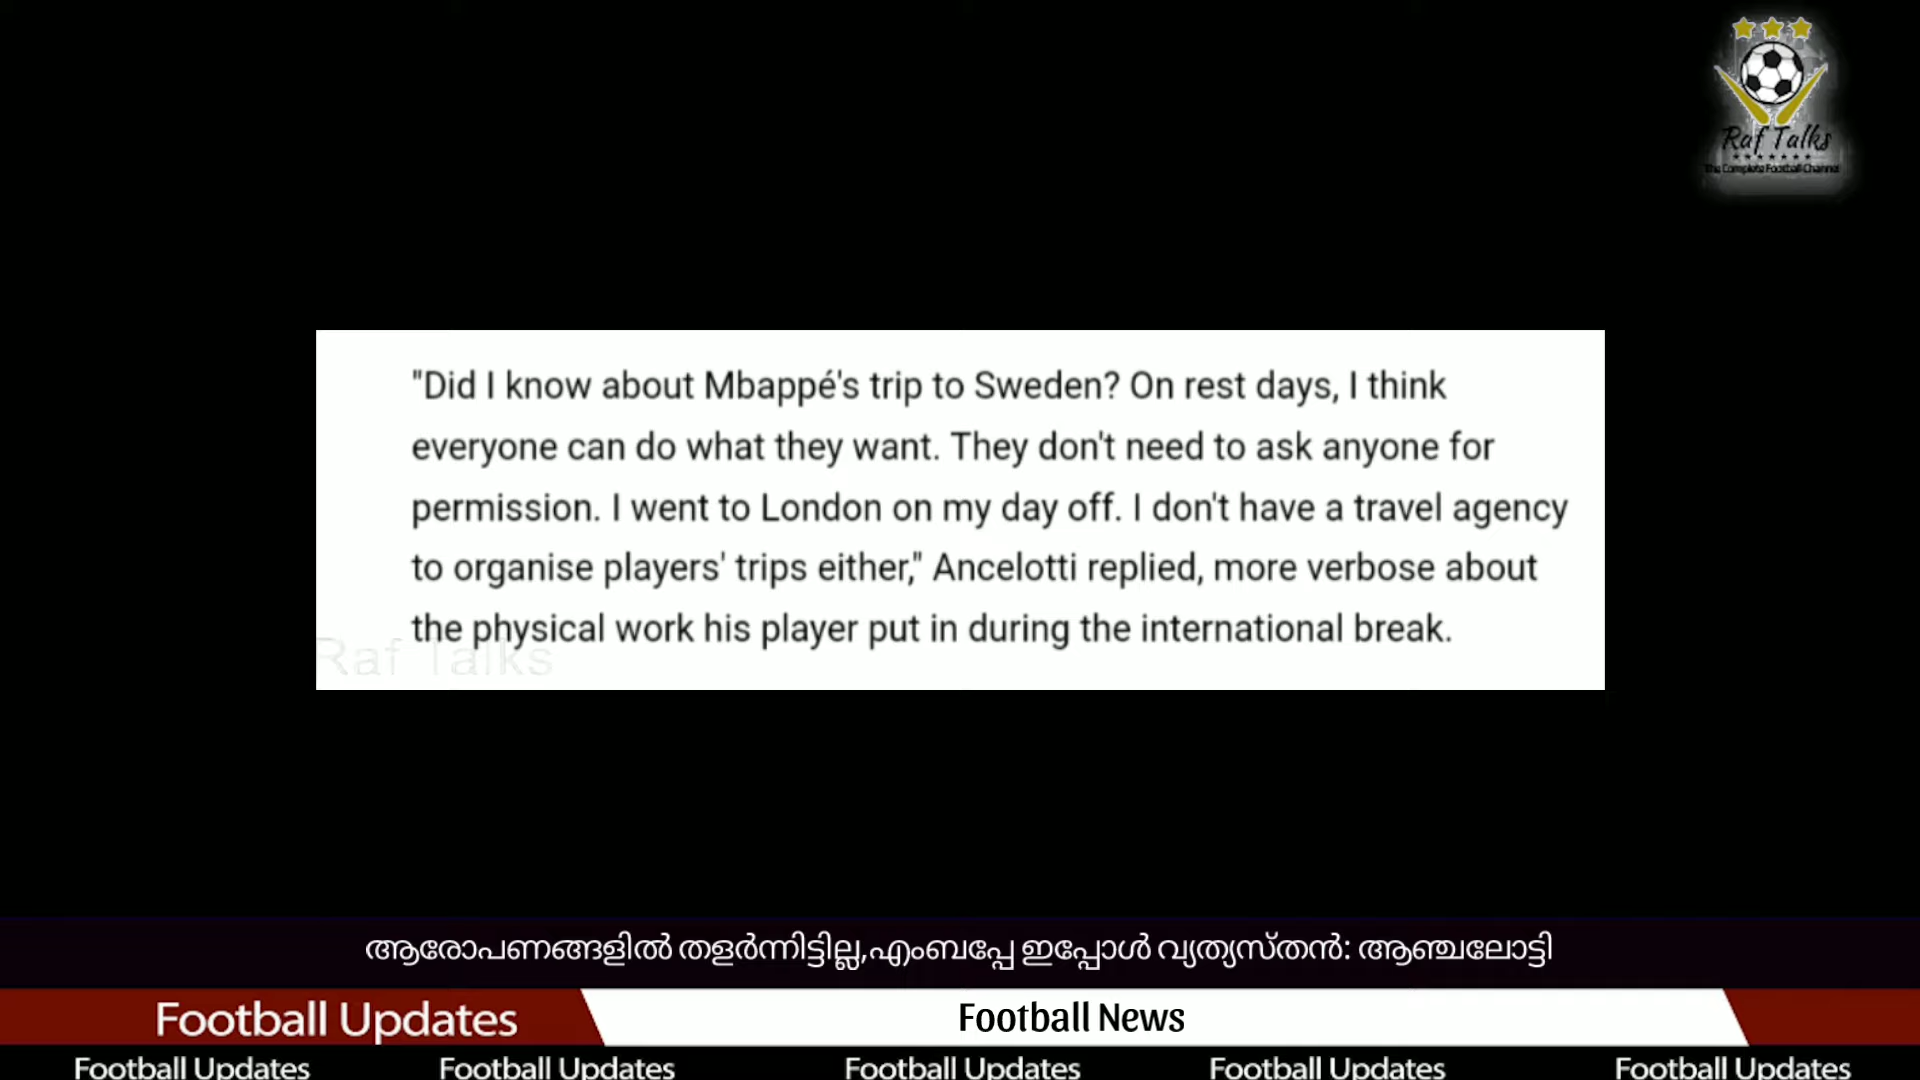 Raf Talks
The Complete Football Channel
"Did I know about Mbappé's trip to Sweden? On rest days, I think
everyone can do what they want. They don't need to ask anyone for
permission. I went to London on my day off. I don't have a travel agency
to organise players' trips either," Ancelotti replied, more verbose about
the physical work his player put in during the international break.
Raf Talks
ആരോപണങ്ങളിൽ തളർന്നിട്ടില്ല,എംബപ്പേ ഇപ്പോൾ വ്യത്യസ്തൻ: ആഞ്ചലോട്ടി
Football Updates Football News
Football Updates Football Updates Football Updates Football Updates Football Updates